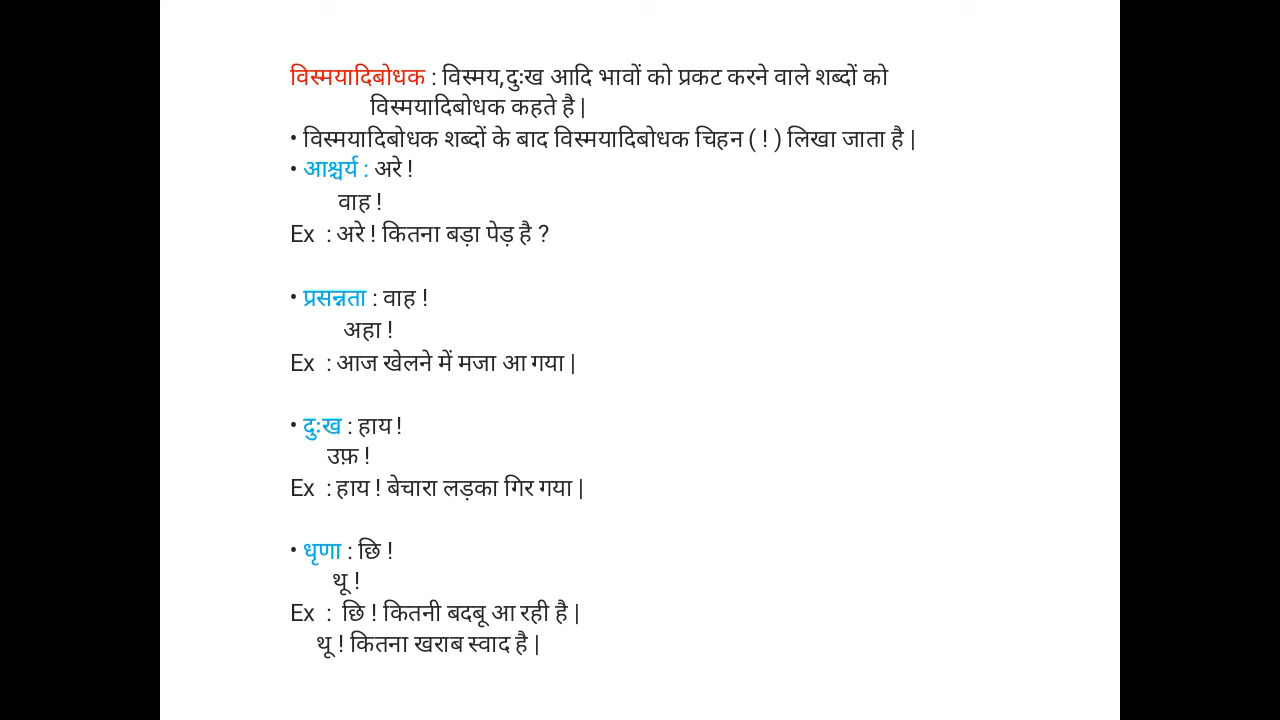 विस्मयादिबोधक : विस्मय,दुःख आदि भावों को प्रकट करने वाले शब्दों को
विस्मयादिबोधक कहते है |
• विस्मयादिबोधक शब्दों के बाद विस्मयादिबोधक चिहन ( ! ) लिखा जाता है |
• आश्चर्य : अरे !
वाह !
Ex : अरे ! कितना बड़ा पेड़ है ?
• प्रसन्नता : वाह !
अहा !
Ex : आज खेलने में मजा आ गया |
• दुःख : हाय !
उफ़ !
Ex : हाय ! बेचारा लड़का गिर गया |
• धृणा : छि !
थू !
Ex : छि ! कितनी बदबू आ रही है |
थू ! कितना खराब स्वाद है |